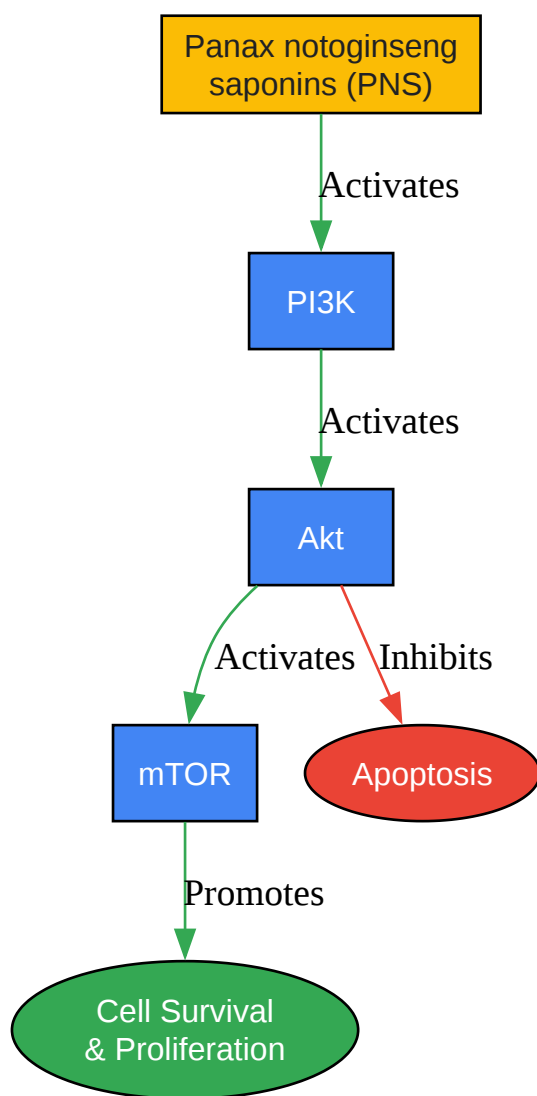 Panax notoginseng
saponins (PNS)
Activates
PI3K
Activates
Akt
Activates
Inhibits
mTOR
Apoptosis
Promotes
Cell Survival
& Proliferation